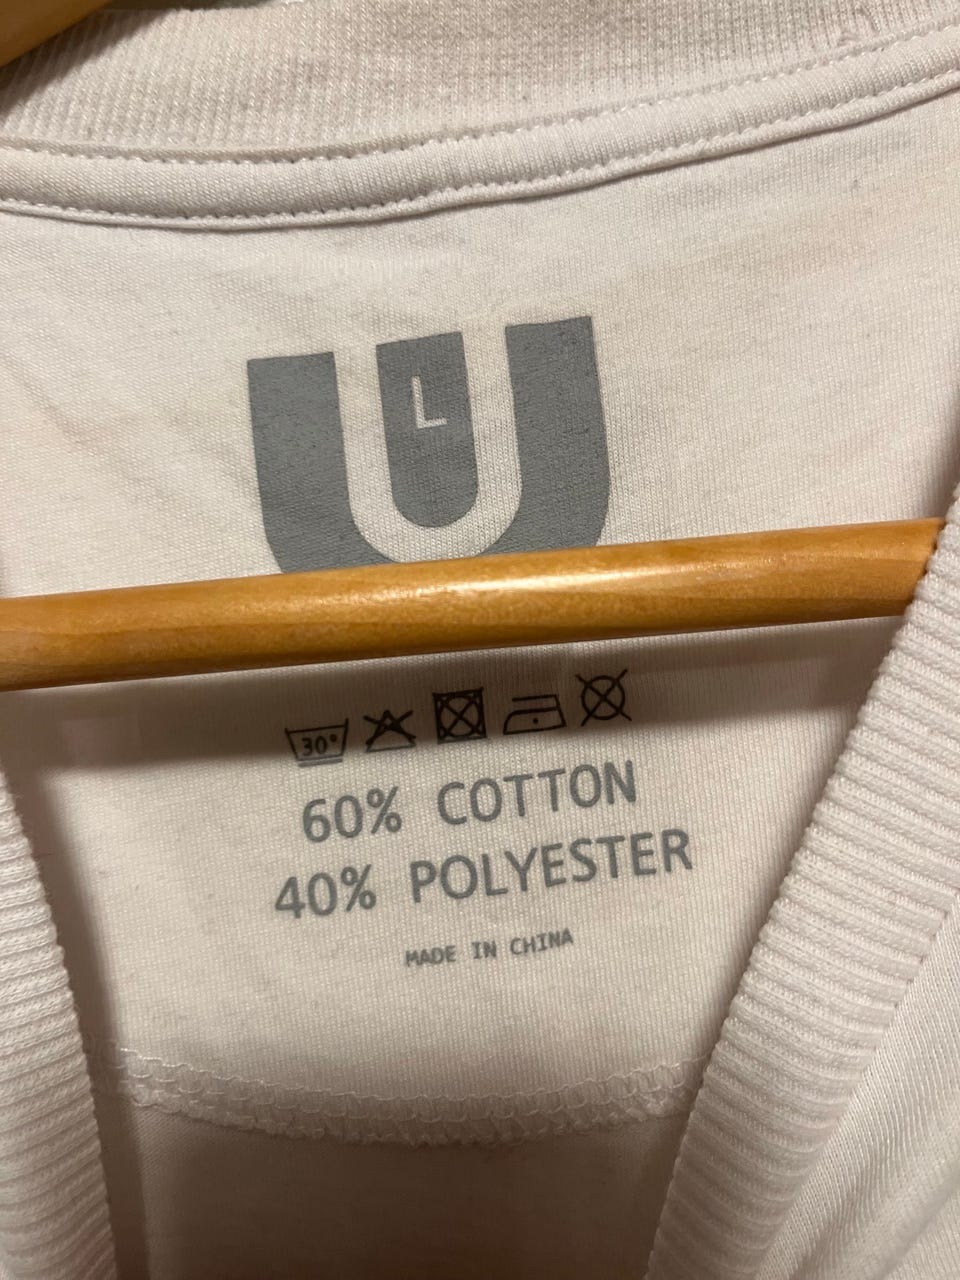 L
30°
60% COTTON
40% POLYESTER
MADE IN CHINA